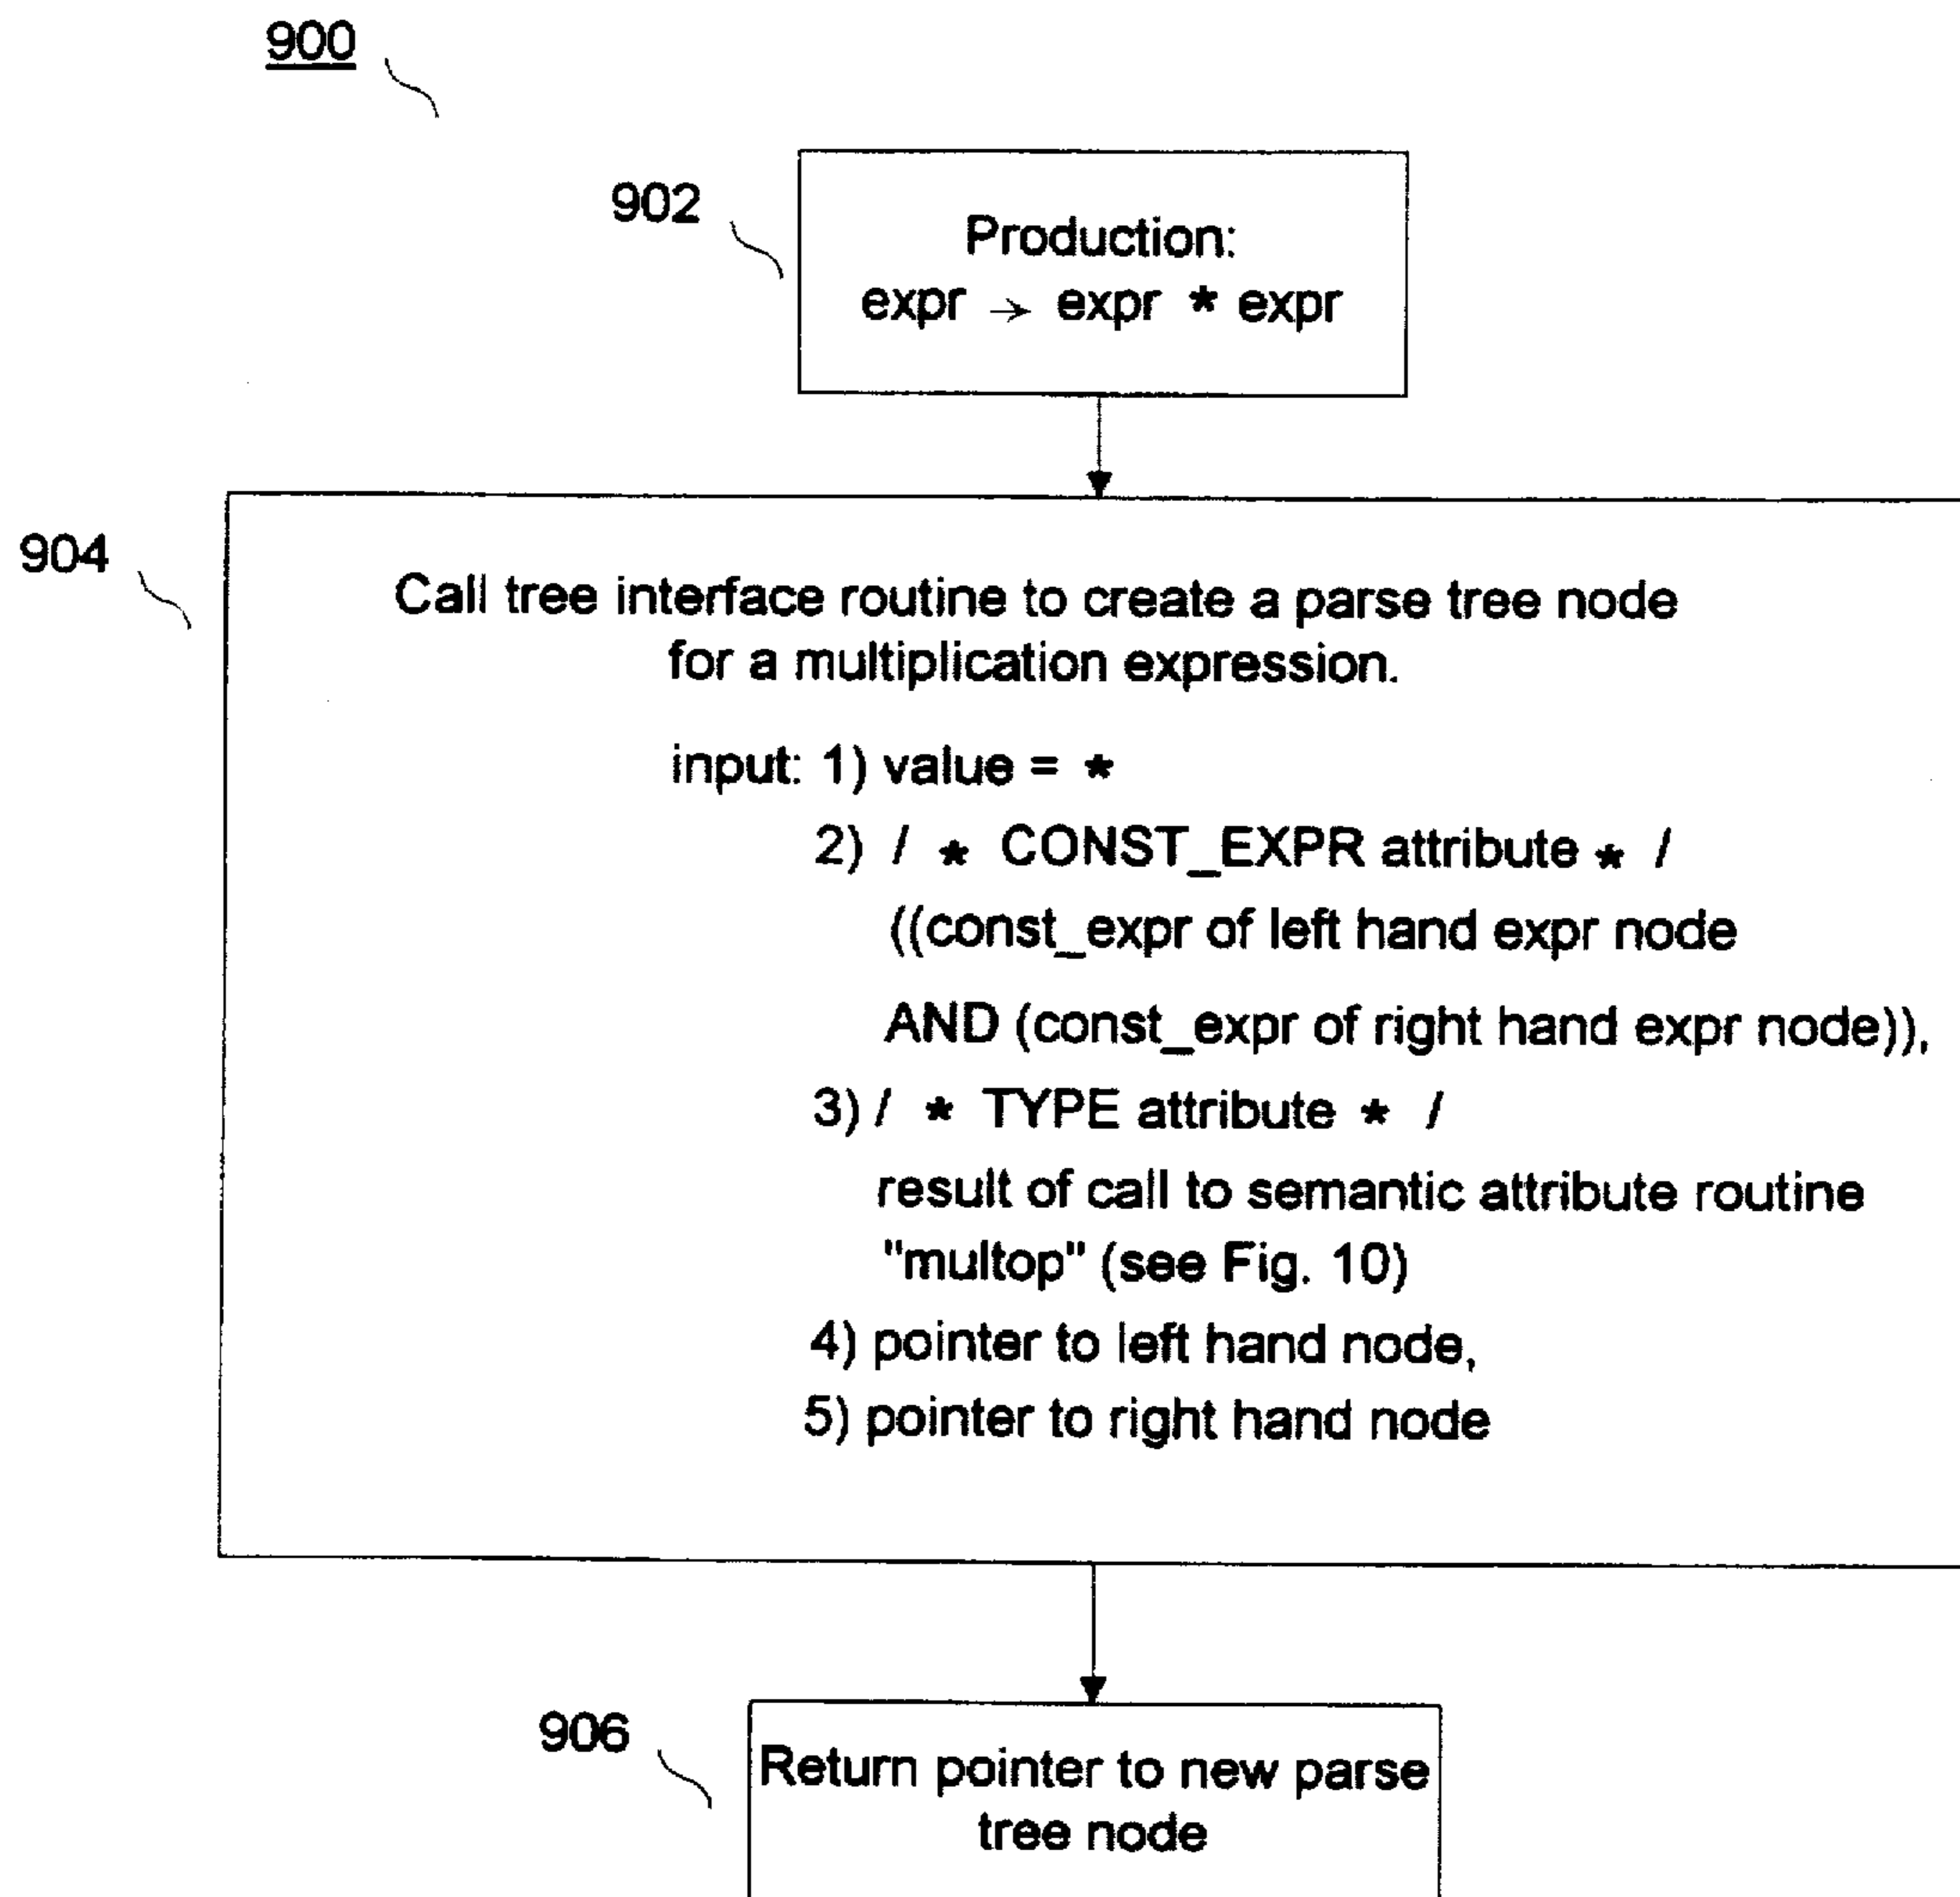 900
902
Production:
expr → expr * expr
904
Call tree interface routine to create a parse tree node
for a multiplication expression.
input: 1) value = *
2) / * CONST_EXPR attribute * /
((const_expr of left hand expr node
AND (const_expr of right hand expr node)),
3) / * TYPE attribute * /
result of call to semantic attribute routine
"multop" (see Fig. 10)
4) pointer to left hand node,
5) pointer to right hand node
906
Return pointer to new parse
tree node